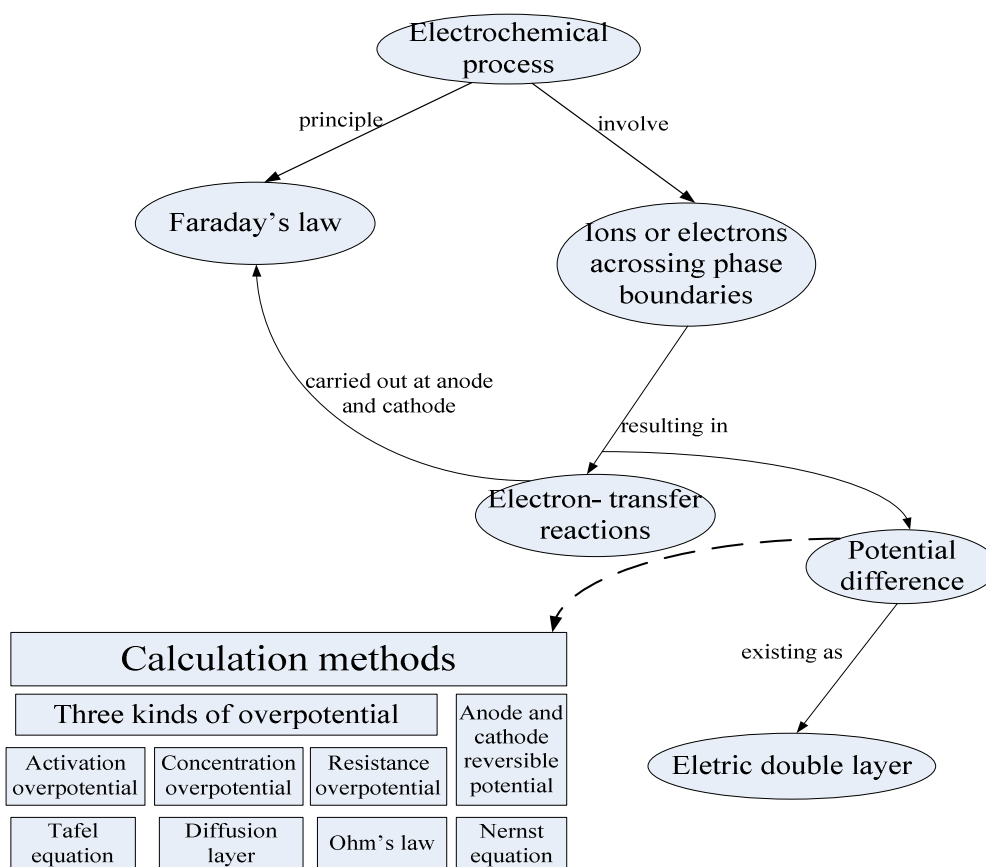 Electrochemical
process
principle
involve
Faraday's law
Ions or electrons
acrossing phase
boundaries
carried out at anode
and cathode
resulting in
Electron- transfer
reactions
Potential
difference
existing as
Eletric double layer
Calculation methods
Three kinds of overpotential
Anode and
cathode
reversible
potential
Activation
overpotential
Concentration
overpotential
Resistance
overpotential
Tafel
equation
Diffusion
layer
Ohm's law
Nernst
equation